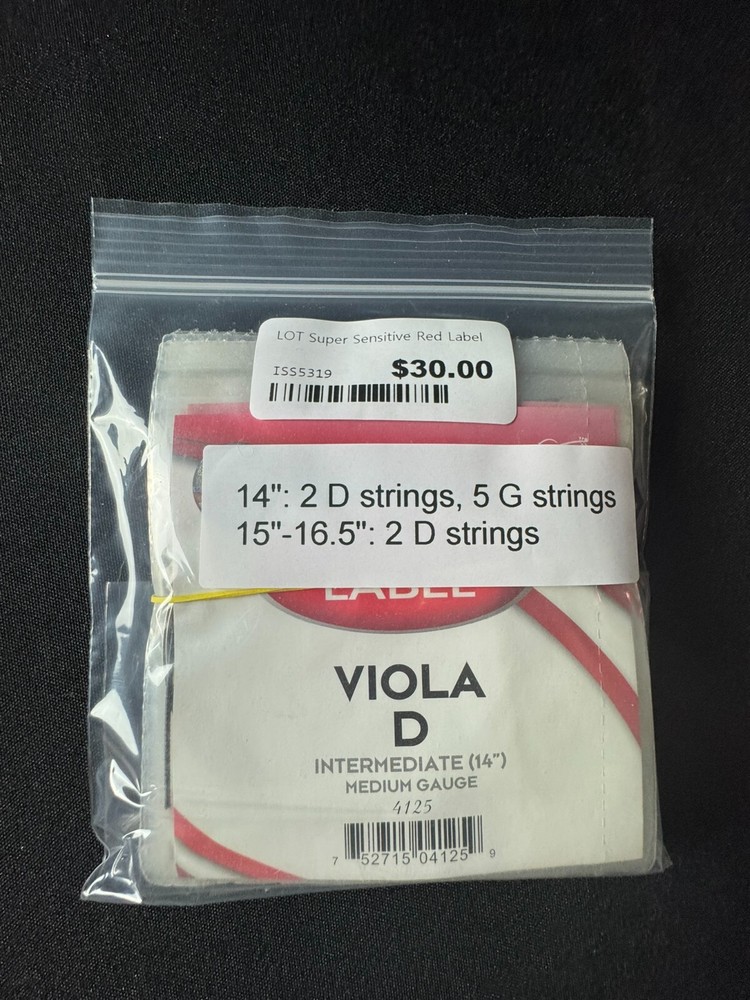 LOT Super Sensitive Red Label
ISS5319 $30.00
14": 2 D strings, 5 G strings
15"-16.5": 2 D strings
LABEL
VIOLA
D
INTERMEDIATE (14")
MEDIUM GAUGE
4125
7 52715 04125 9